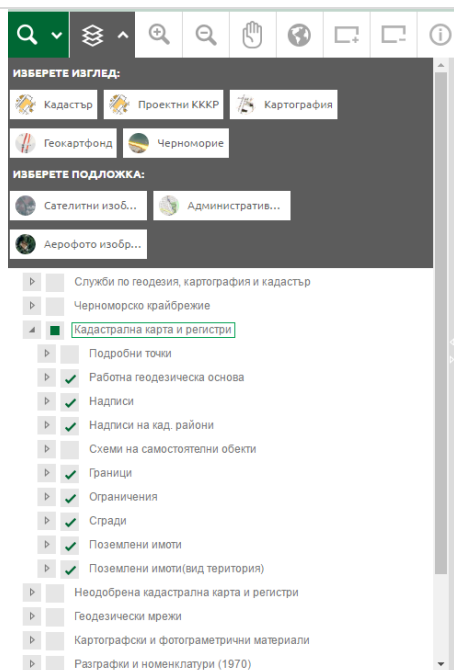 ИЗБЕРЕТЕ ИЗГЛЕД:
Кадастър Проектни КККР Картография
Геокартфонд Черноморие
ИЗБЕРЕТЕ ПОДЛОЖКА:
Сателитни изоб... Административ...
Аерофото изобр...
Служби по геодезия, картография и кадастър
Черноморско крайбрежие
Кадастрална карта и регистри
Подробни точки
Работна геодезическа основа
Надписи
Надписи на кад. райони
Схеми на самостоятелни обекти
Граници
Ограничения
Сгради
Поземлени имоти
Поземлени имоти(вид територия)
Неодобрена кадастрална карта и регистри
Геодезически мрежи
Картографски и фотограметрични материали
Разграфки и номенклатури (1970)